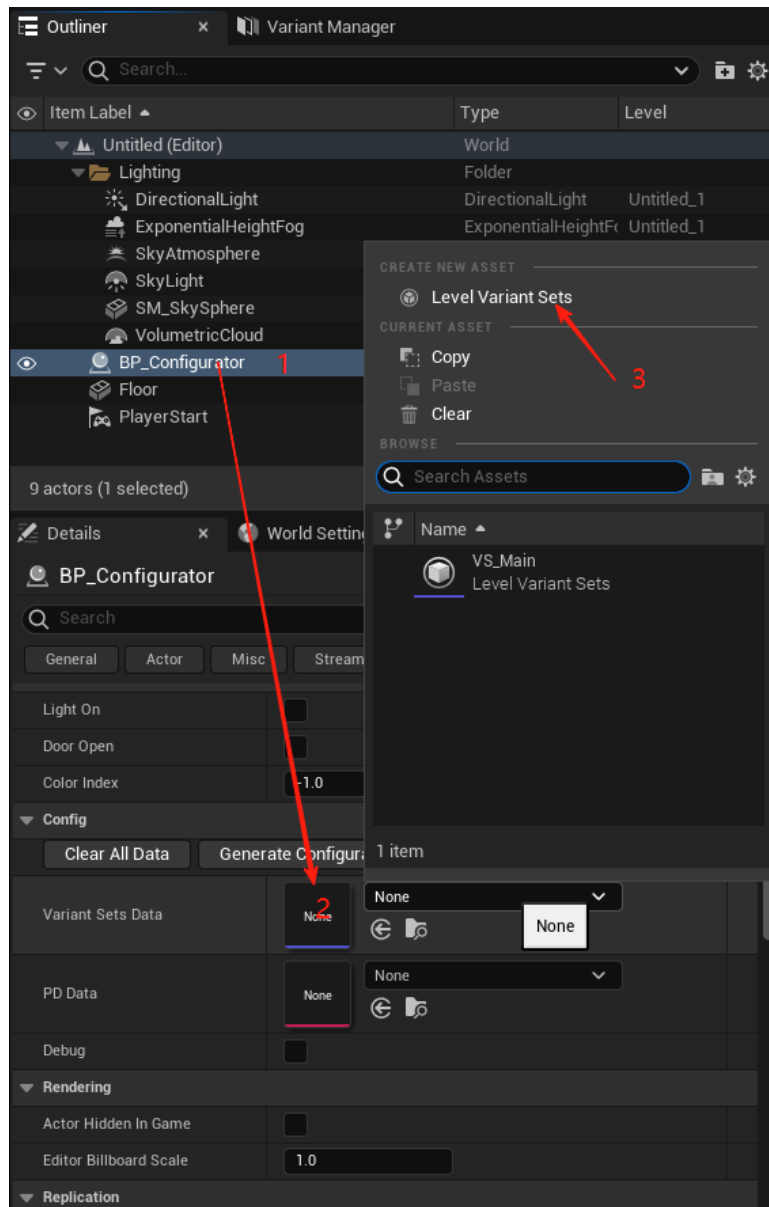 Outliner
Variant Manager
Search...
Item Label Type Level
Untitled (Editor) World
Lighting Folder
DirectionalLight DirectionalLight Untitled_1
ExponentialHeightFog ExponentialHeightFo Untitled_1
SkyAtmosphere
SkyLight
SM_SkySphere
VolumetricCloud
BP_Configurator 1
Floor
PlayerStart
9 actors (1 selected)
CREATE NEW ASSET
Level Variant Sets
CURRENT ASSET
Copy
3
Paste
Clear
BROWSE
Search Assets
Name
VS_Main
Level Variant Sets
1 item
Details
World Settin
BP_Configurator
Search
General Actor Misc Stream
Light On
Door Open
Color Index -1.0
Config
Clear All Data Generate Configura
Variant Sets Data None 2 None
None
PD Data None None
Debug
Rendering
Actor Hidden In Game
Editor Billboard Scale 1.0
Replication